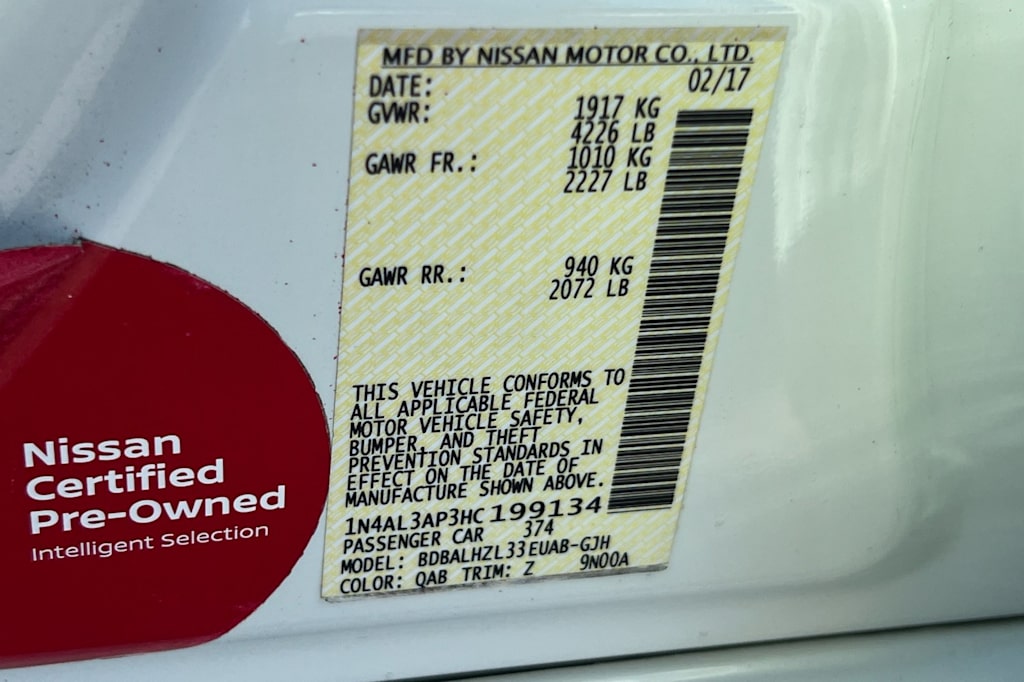 MFD BY NISSAN MOTOR CO., LTD.
DATE: 02/17
GVWR: 1917 KG
4226 LB
GAWR FR.: 1010 KG
2227 LB
GAWR RR.: 940 KG
2072 LB
THIS VEHICLE CONFORMS TO
ALL APPLICABLE FEDERAL
MOTOR VEHICLE SAFETY,
BUMPER, AND THEFT
PREVENTION STANDARDS IN
EFFECT ON THE DATE OF
MANUFACTURE SHOWN ABOVE.
1N4AL3AP3HC199134
PASSENGER CAR 374
MODEL: BDBALHZL33EUAB-GJH
COLOR: QAB TRIM: Z 9N00A
Nissan
Certified
Pre-Owned
Intelligent Selection